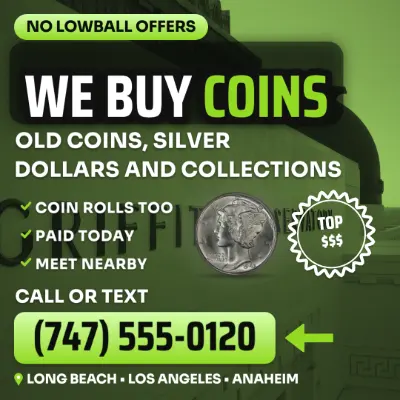 NO LOWBALL OFFERS
WE BUY COINS
OLD COINS, SILVER
DOLLARS AND COLLECTIONS
COIN ROLLS TOO
PAID TODAY
MEET NEARBY
TOP
$$$
CALL OR TEXT
(747) 555-0120
LONG BEACH • LOS ANGELES • ANAHEIM